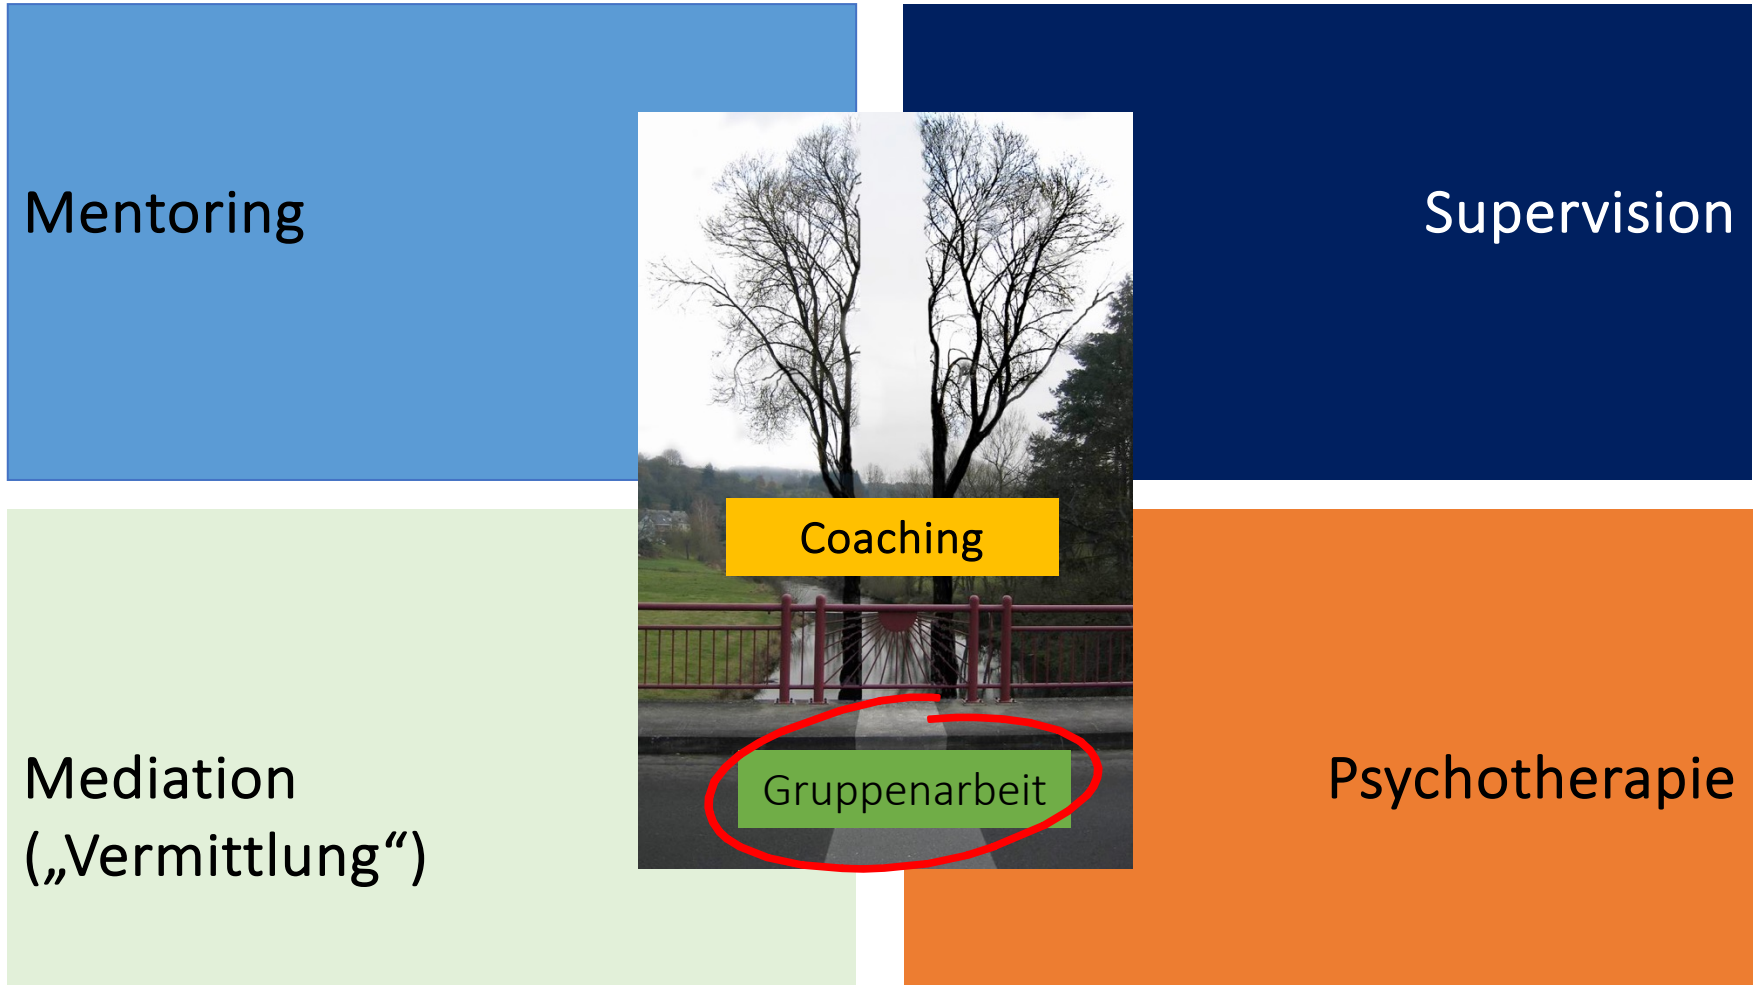 Mentoring
Supervision
Coaching
Mediation
(„Vermittlung“)
Gruppenarbeit
Psychotherapie